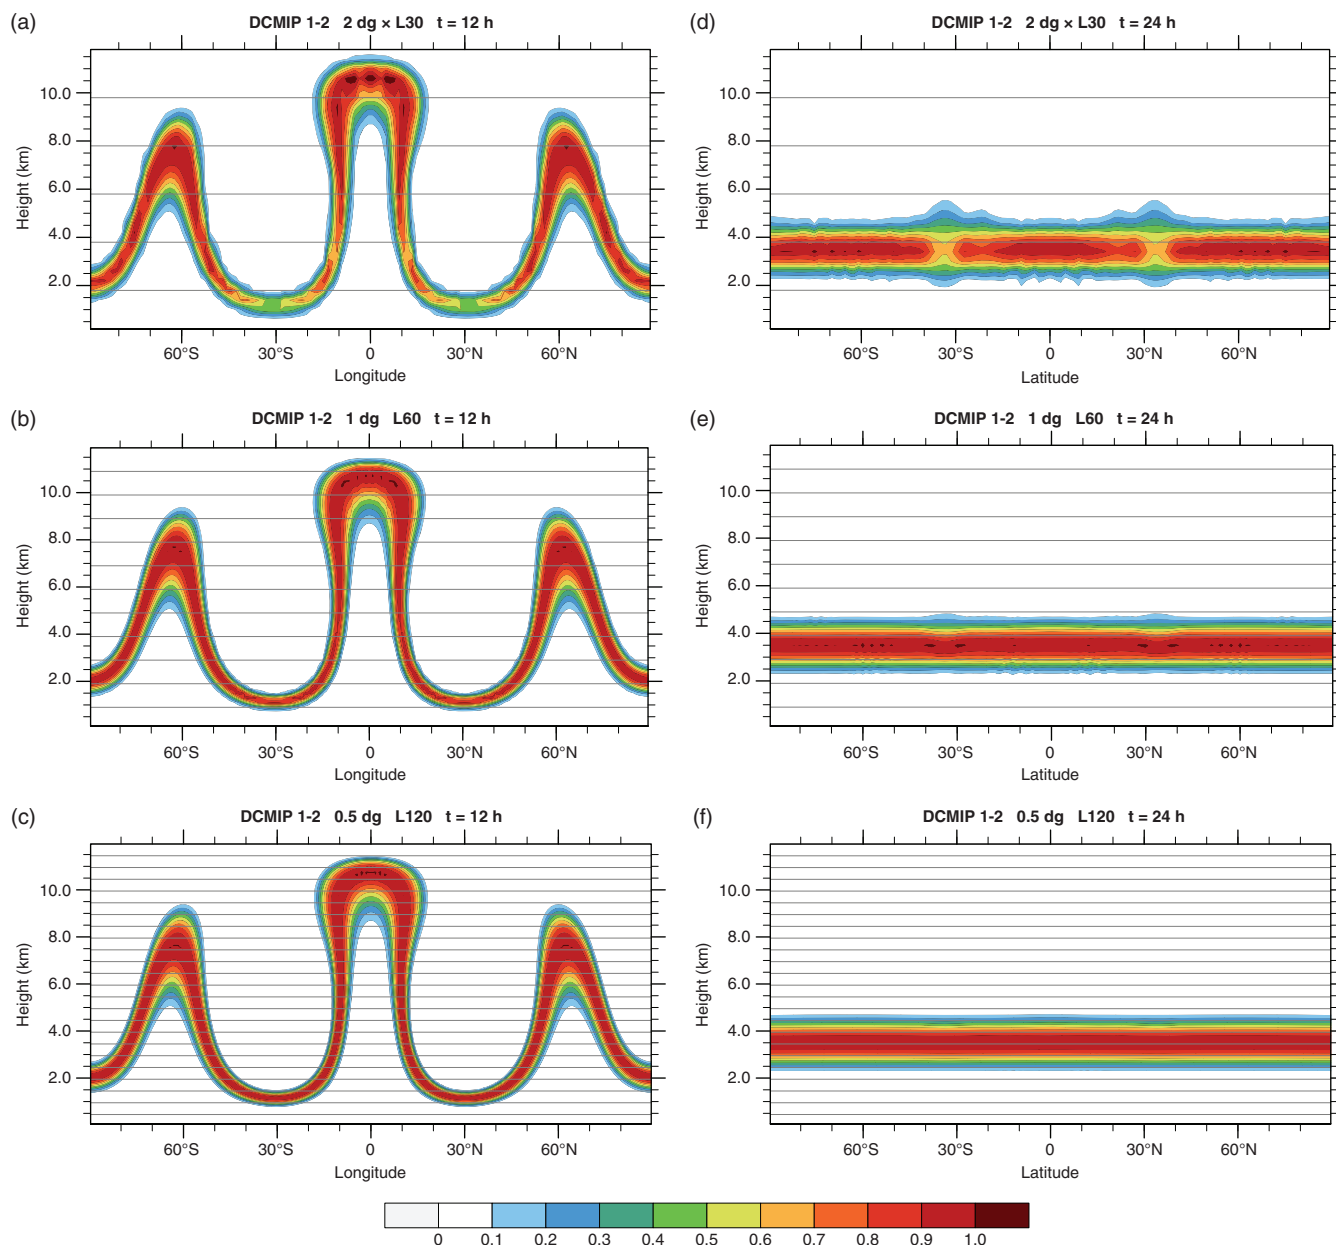 (a)
DCMIP 1-2 2 dg × L30 t = 12 h
Height (km)
10.0
8.0
6.0
4.0
2.0
60°S 30°S 0 30°N 60°N
Longitude
(d)
DCMIP 1-2 2 dg × L30 t = 24 h
Height (km)
10.0
8.0
6.0
4.0
2.0
60°S 30°S 0 30°N 60°N
Latitude
(b)
DCMIP 1-2 1 dg L60 t = 12 h
Height (km)
10.0
8.0
6.0
4.0
2.0
60°S 30°S 0 30°N 60°N
Longitude
(e)
DCMIP 1-2 1 dg L60 t = 24 h
Height (km)
10.0
8.0
6.0
4.0
2.0
60°S 30°S 0 30°N 60°N
Latitude
(c)
DCMIP 1-2 0.5 dg L120 t = 12 h
Height (km)
10.0
8.0
6.0
4.0
2.0
60°S 30°S 0 30°N 60°N
Longitude
(f)
DCMIP 1-2 0.5 dg L120 t = 24 h
Height (km)
10.0
8.0
6.0
4.0
2.0
60°S 30°S 0 30°N 60°N
Latitude
0 0.1 0.2 0.3 0.4 0.5 0.6 0.7 0.8 0.9 1.0